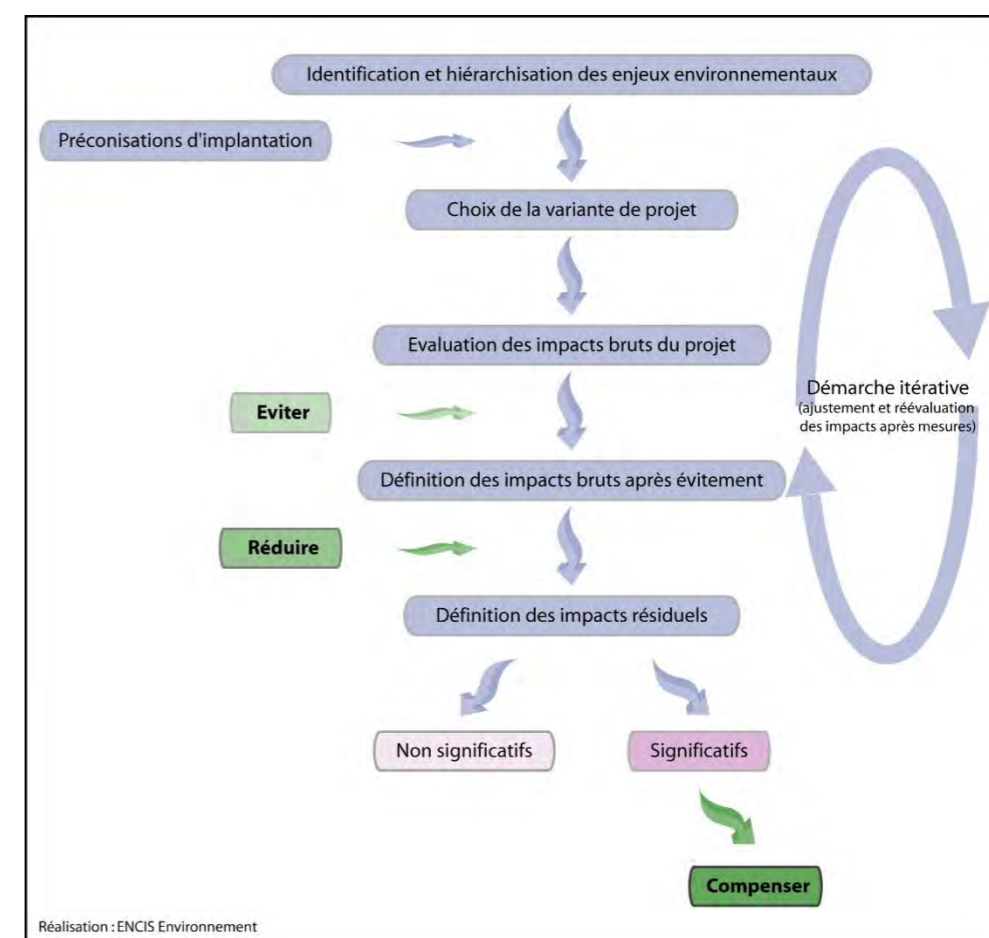 Identification et hiérarchisation des enjeux environnementaux
Préconisations d'implantation
Choix de la variante de projet
Evaluation des impacts bruts du projet
Démarche itérative
(ajustement et réévaluation
des impacts après mesures)
Eviter
Définition des impacts bruts après évitement
Réduire
Définition des impacts résiduels
Non significatifs
Significatifs
Compenser
Réalisation : ENCIS Environnement